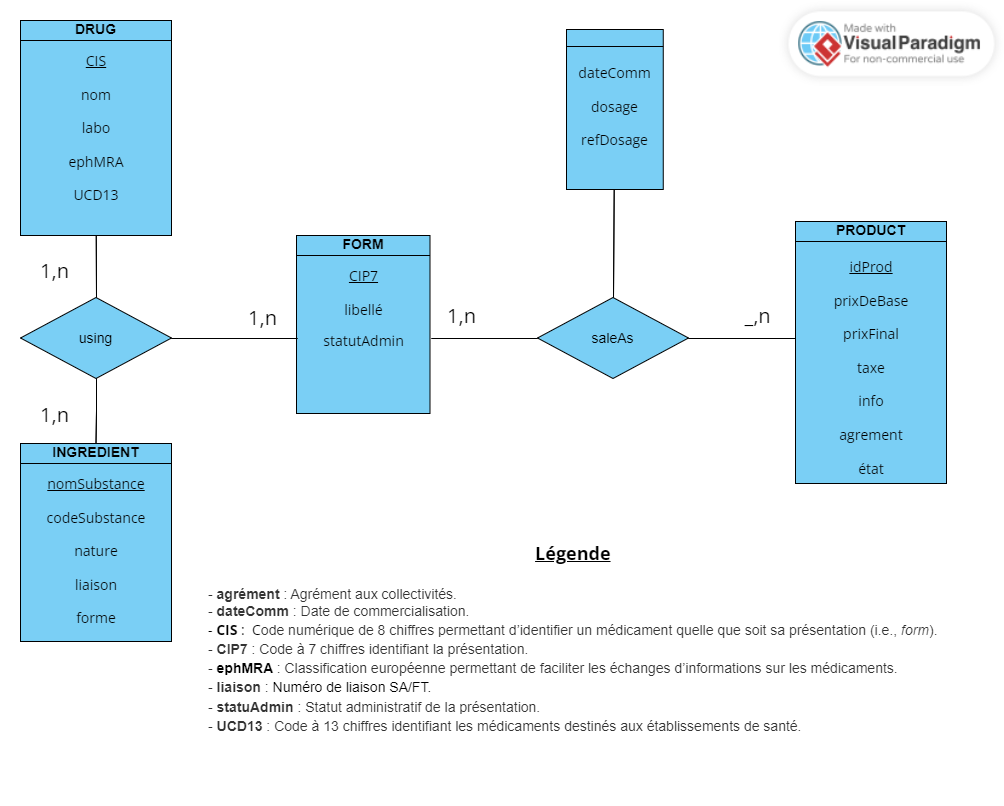 DRUG
CIS
nom
labo
ephMRA
UCD13
dateComm
dosage
refDosage
Made with
VisualParadigm
For non-commercial use
1,n
using
1,n
INGREDIENT
nomSubstance
codeSubstance
nature
liaison
forme
1,n
FORM
CIP7
libellé
statutAdmin
1,n
saleAs
_,n
PRODUCT
idProd
prixDeBase
prixFinal
taxe
info
agrement
état
Légende
- agrément : Agrément aux collectivités.
- dateComm : Date de commercialisation.
- CIS : Code numérique de 8 chiffres permettant d'identifier un médicament quelle que soit sa présentation (i.e., form).
- CIP7 : Code à 7 chiffres identifiant la présentation.
- ephMRA : Classification européenne permettant de faciliter les échanges d'informations sur les médicaments.
- liaison : Numéro de liaison SA/FT.
- statuAdmin : Statut administratif de la présentation.
- UCD13 : Code à 13 chiffres identifiant les médicaments destinés aux établissements de santé.